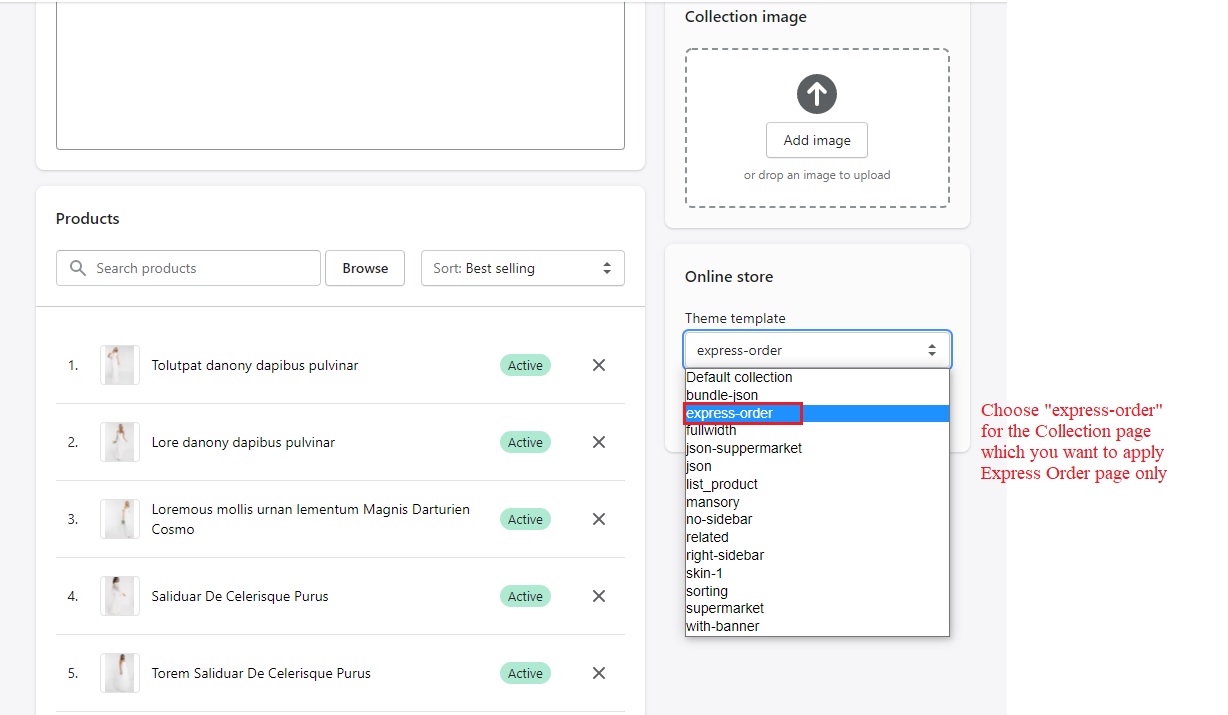 Collection image
Add image
or drop an image to upload
Products
Search products
Browse
Sort: Best selling
1. Tolutpat danony dapibus pulvinar Active
2. Lore danony dapibus pulvinar Active
3. Loremous mollis urnan lementum Magnis Darturien
Cosmo Active
4. Saliduar De Celerisque Purus Active
5. Torem Saliduar De Celerisque Purus Active
Online store
Theme template
express-order
Default collection
bundle-json
express-order
fullwidth
json-suppermarket
json
list_product
mansory
no-sidebar
related
right-sidebar
skin-1
sorting
supermarket
with-banner
Choose "express-order"
for the Collection page
which you want to apply
Express Order page only